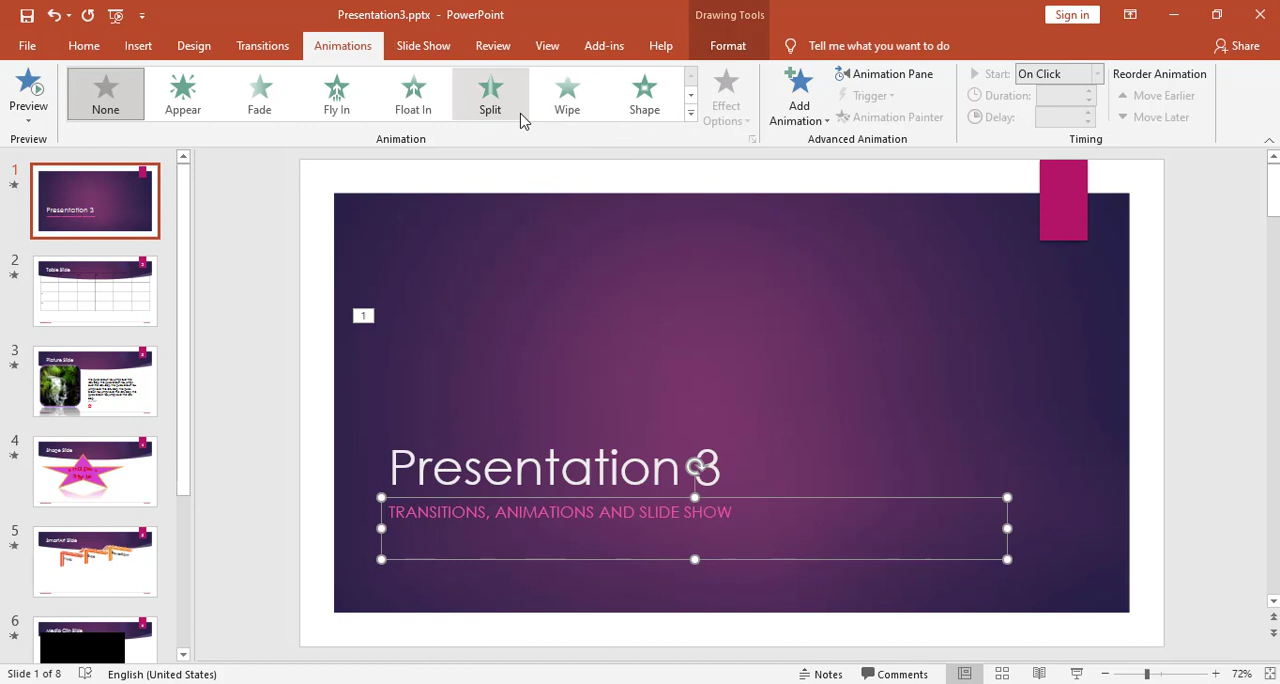 Presentation3.pptx - PowerPoint
Drawing Tools
Sign in
File Home Insert Design Transitions Animations Slide Show Review View Add-ins Help Format Tell me what you want to do Share
Preview
None Appear Fade Fly In Float In Split Wipe Shape
Effect Options
Add Animation
Animation Pane
Trigger
Animation Painter
Start: On Click
Duration:
Delay:
Reorder Animation
Move Earlier
Move Later
Preview Animation Advanced Animation Timing
1
Presentation 3
2
Table Slide
3
Picture Slide
4
Shape Slide
5
SmartArt Slide
6
Media Clip Slide
1
Presentation 3
TRANSITIONS, ANIMATIONS AND SLIDE SHOW
Slide 1 of 8 English (United States) Notes Comments 72%